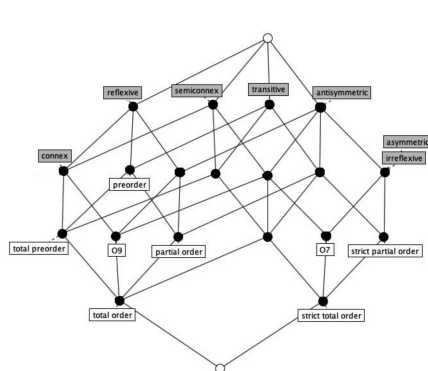 reflexive
semiconnex
transitive
antisymmetric
asymmetric
connex
irreflexive
preorder
total preorder
O9
partial order
O7
strict partial order
total order
strict total order